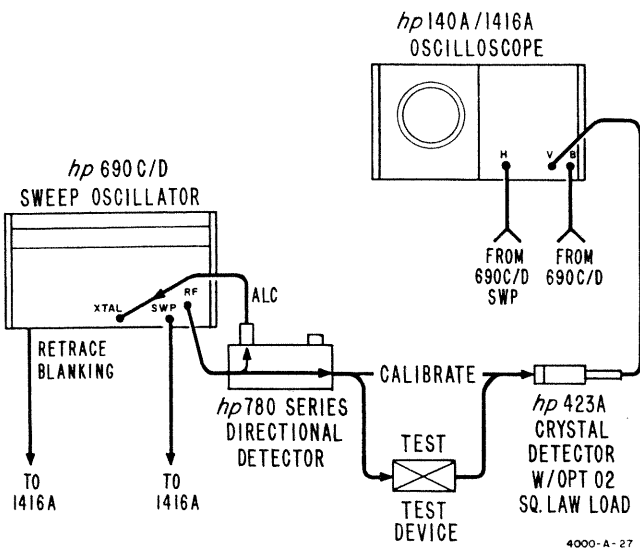 hp 140A/1416A
OSCILLOSCOPE
H
V
B
FROM
690C/D
SWP
FROM
690C/D
hp 690 C/D
SWEEP OSCILLATOR
XTAL
SWP
RF
ALC
RETRACE
BLANKING
TO
1416A
TO
1416A
hp 780 SERIES
DIRECTIONAL
DETECTOR
CALIBRATE
TEST
TEST
DEVICE
hp 423A
CRYSTAL
DETECTOR
W/OPT 02
SQ. LAW LOAD
4000-A-27